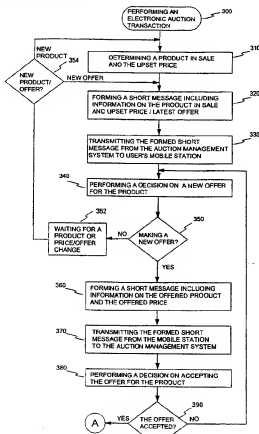 PERFORMING AN
ELECTRONIC AUCTION
TRANSACTION
300
NEW
PRODUCT
354
NEW
PRODUCT/
OFFER?
NEW OFFER
310
DETERMINING A PRODUCT IN SALE
AND THE UPSET PRICE
320
FORMING A SHORT MESSAGE INCLUDING
INFORMATION ON THE PRODUCT IN SALE
AND UPSET PRICE / LATEST OFFER
330
TRANSMITTING THE FORMED SHORT
MESSAGE FROM THE AUCTION MANAGEMENT
SYSTEM TO USER'S MOBILE STATION
340
PERFORMING A DECISION ON A NEW OFFER
FOR THE PRODUCT
352
WAITING FOR A
PRODUCT OR
PRICE/OFFER
CHANGE
NO
350
MAKING A
NEW OFFER?
YES
360
FORMING A SHORT MESSAGE INCLUDING
INFORMATION ON THE OFFERED PRODUCT
AND THE OFFERED PRICE
370
TRANSMITTING THE FORMED SHORT
MESSAGE FROM THE MOBILE STATION
TO THE AUCTION MANAGEMENT SYSTEM
380
PERFORMING A DECISION ON ACCEPTING
THE OFFER FOR THE PRODUCT
390
A
YES
THE OFFER
ACCEPTED?
NO